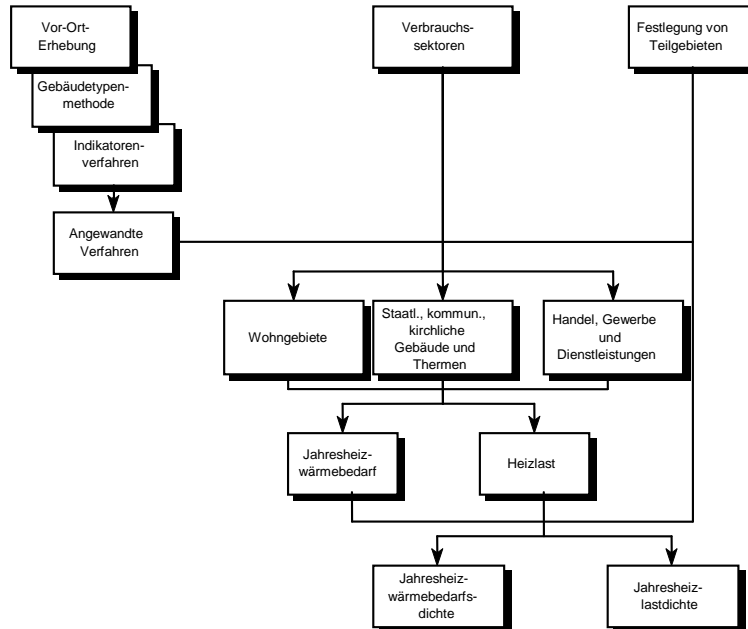 Vor-Ort-
Erhebung
Verbrauchs-
sektoren
Festlegung von
Teilgebieten
Gebäudetypen-
methode
Indikatoren-
verfahren
Angewandte
Verfahren
Wohngebiete
Staatl., kommun.,
kirchliche
Gebäude und
Thermen
Handel, Gewerbe
und
Dienstleistungen
Jahresheiz-
wärmebedarf
Heizlast
Jahresheiz-
wärmebedarfs-
dichte
Jahresheiz-
lastdichte